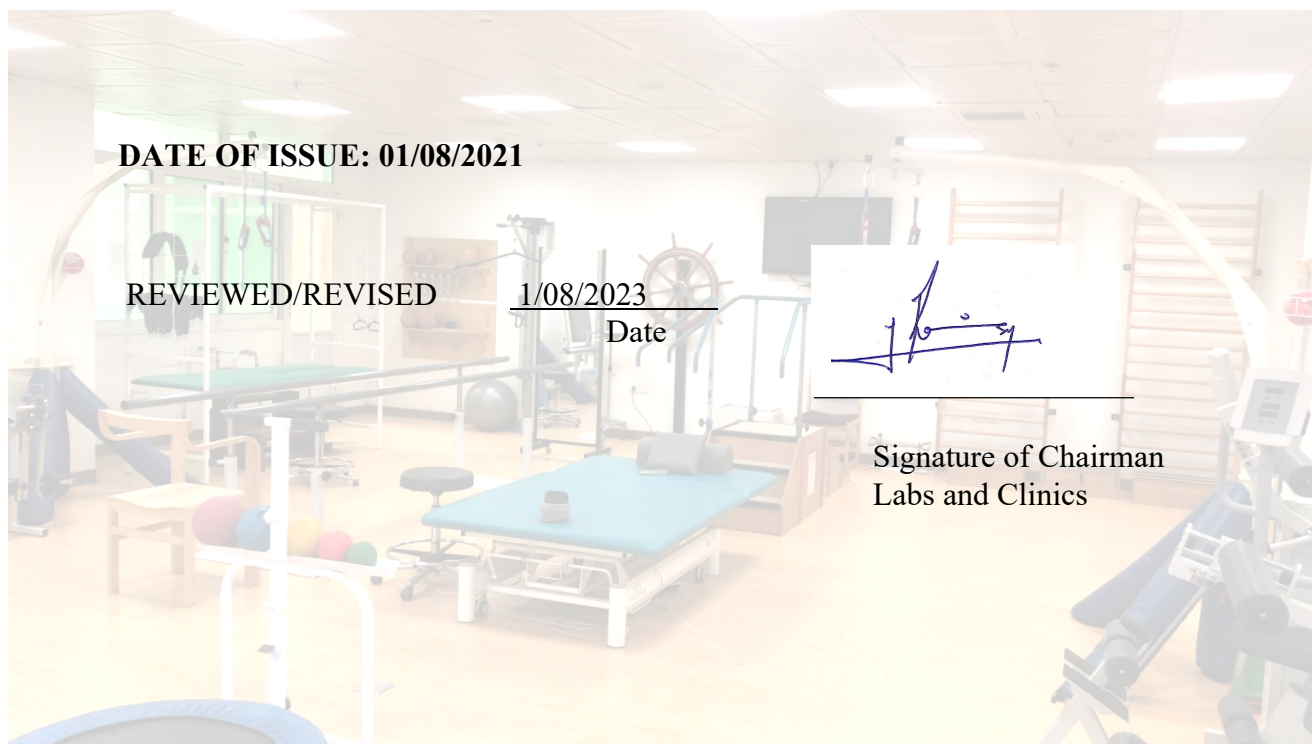 DATE OF ISSUE: 01/08/2021
REVIEWED/REVISED 1/08/2023
Date
Signature of Chairman
Labs and Clinics